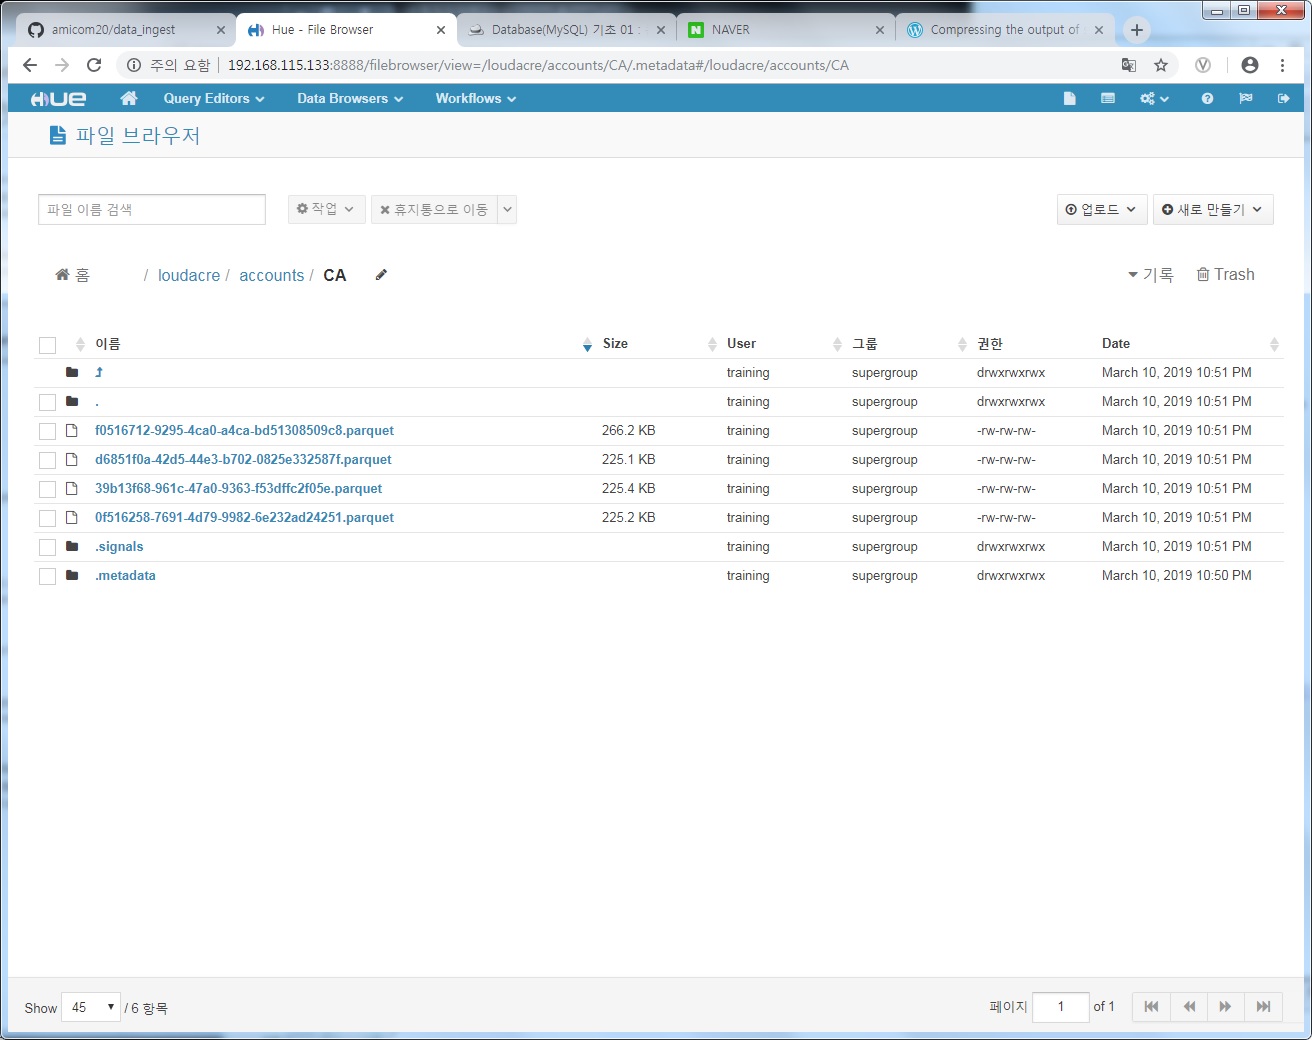 amicom20/data_ingest
Hue - File Browser
Database(MySQL) 기초 01 :
NAVER
Compressing the output of
주의 요함 | 192.168.115.133:8888/filebrowser/view=/loudacre/accounts/CA/.metadata#/loudacre/accounts/CA
HUE Query Editors Data Browsers Workflows
파일 브라우저
파일 이름 검색 작업 휴지통으로 이동 업로드 새로 만들기
홈 / loudacre / accounts / CA 기록 Trash
이름 Size User 그룹 권한 Date
training supergroup drwxrwxrwx March 10, 2019 10:51 PM
. training supergroup drwxrwxrwx March 10, 2019 10:51 PM
f0516712-9295-4ca0-a4ca-bd51308509c8.parquet 266.2 KB training supergroup -rw-rw-rw- March 10, 2019 10:51 PM
d6851f0a-42d5-44e3-b702-0825e332587f.parquet 225.1 KB training supergroup -rw-rw-rw- March 10, 2019 10:51 PM
39b13f68-961c-47a0-9363-f53dffc2f05e.parquet 225.4 KB training supergroup -rw-rw-rw- March 10, 2019 10:51 PM
0f516258-7691-4d79-9982-6e232ad24251.parquet 225.2 KB training supergroup -rw-rw-rw- March 10, 2019 10:51 PM
.signals training supergroup drwxrwxrwx March 10, 2019 10:51 PM
.metadata training supergroup drwxrwxrwx March 10, 2019 10:50 PM
Show 45 / 6 항목 페이지 1 of 1